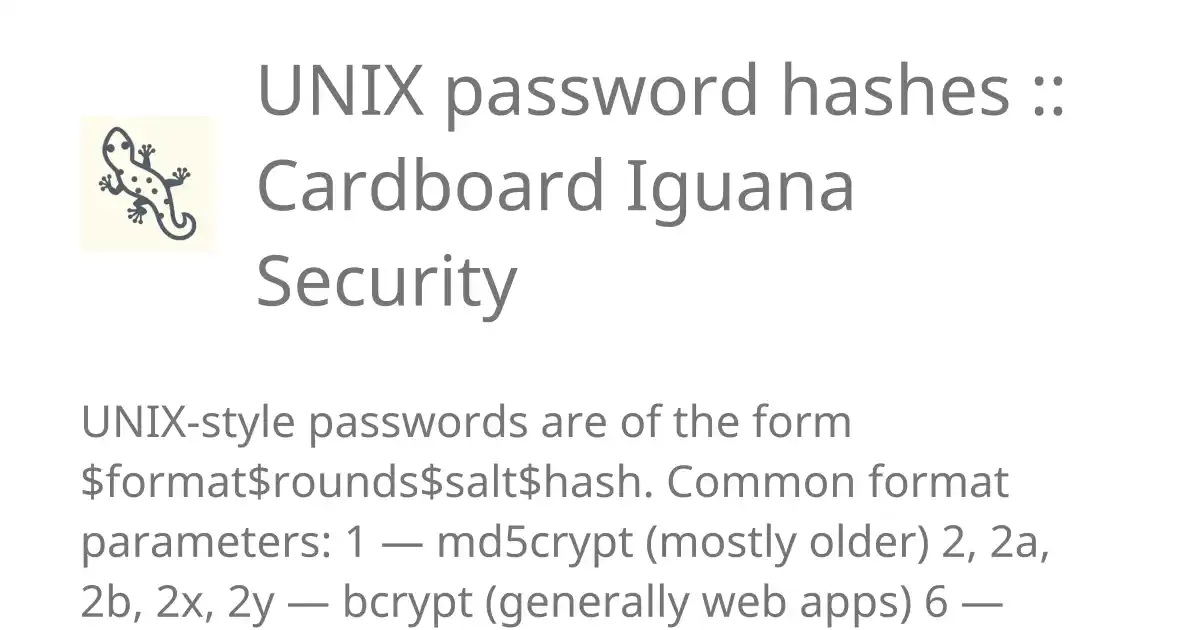 UNIX password hashes ::
Cardboard Iguana
Security
UNIX-style passwords are of the form
$format$rounds$salt$hash. Common format
parameters: 1 — md5crypt (mostly older) 2, 2a,
2b, 2x, 2y — bcrypt (generally web apps) 6 —